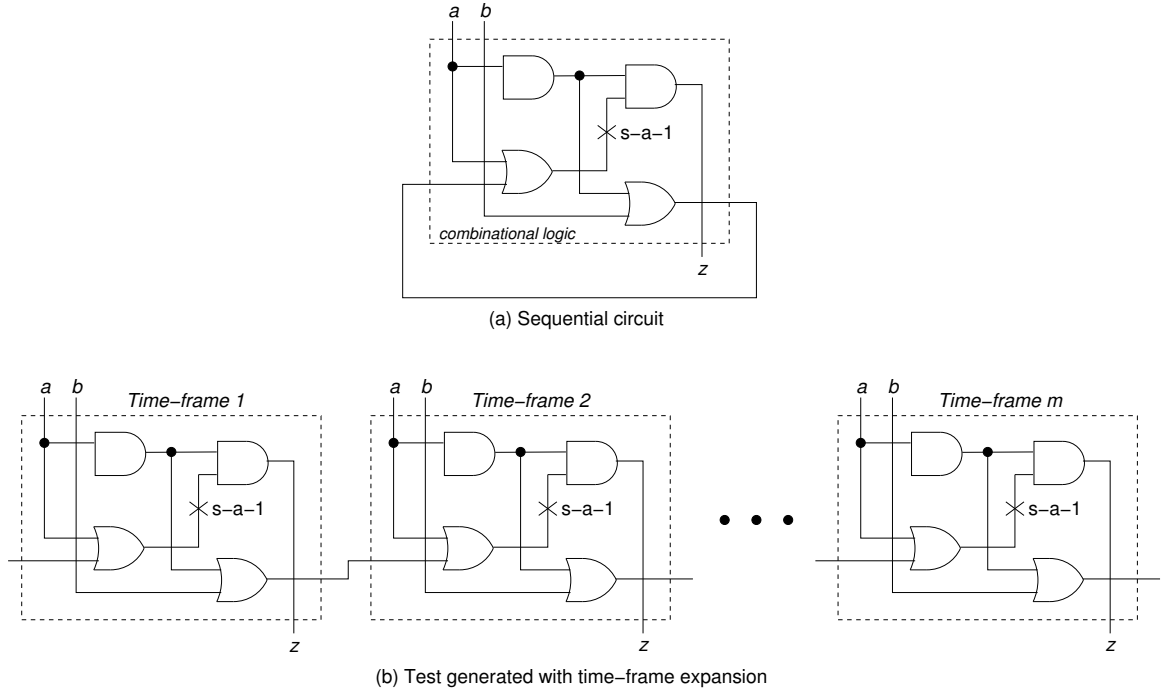 a b
s-a-1
combinational logic
z
(a) Sequential circuit
a b Time-frame 1 a b Time-frame 2 a b Time-frame m
s-a-1 s-a-1 s-a-1
z z z
(b) Test generated with time-frame expansion